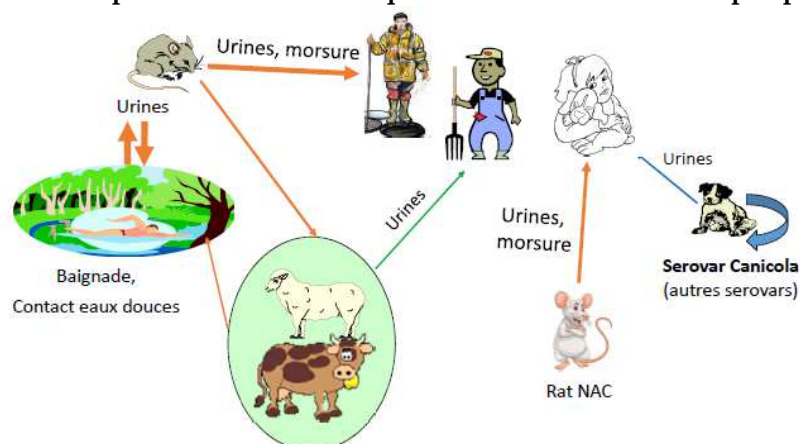 Urines, morsure
Urines
Urines
Urines
Urines,
morsure
Baignade,
Contact eaux douces
Serovar Canicola
(autres serovars)
Rat NAC